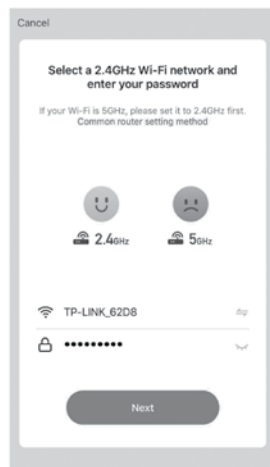 Cancel
Select a 2.4GHz Wi-Fi network and
enter your password
If your Wi-Fi is 5GHz, please set it to 2.4GHz first.
Common router setting method
2.4GHz
5GHz
TP-LINK_62D8
•••••••••
Next